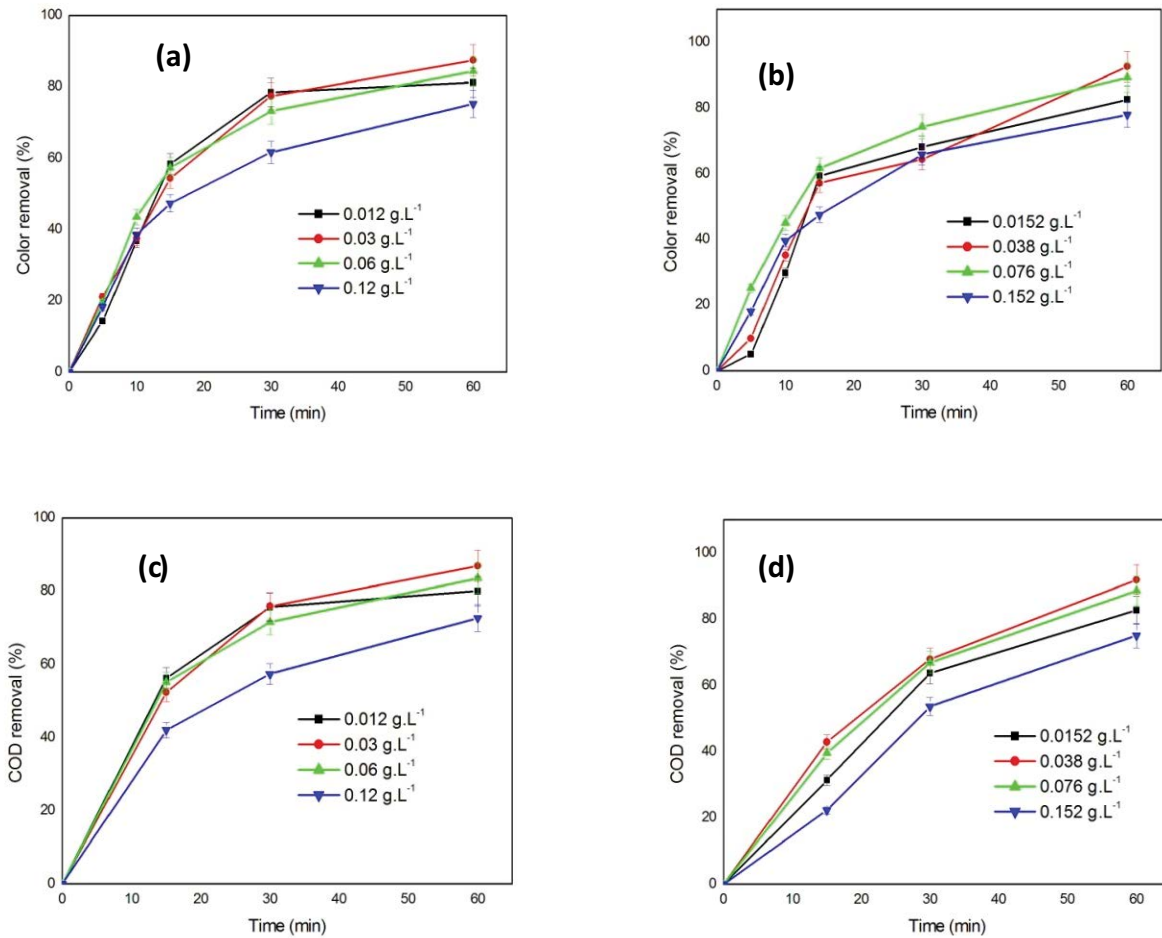 (a)
100
80
60
40
20
0
Color removal (%)
0 10 20 30 40 50 60
Time (min)
0.012 g.L⁻¹
0.03 g.L⁻¹
0.06 g.L⁻¹
0.12 g.L⁻¹
(b)
100
80
60
40
20
0
Color removal (%)
0 10 20 30 40 50 60
Time (min)
0.0152 g.L⁻¹
0.038 g.L⁻¹
0.076 g.L⁻¹
0.152 g.L⁻¹
(c)
100
80
60
40
20
0
COD removal (%)
0 10 20 30 40 50 60
Time (min)
0.012 g.L⁻¹
0.03 g.L⁻¹
0.06 g.L⁻¹
0.12 g.L⁻¹
(d)
100
80
60
40
20
0
COD removal (%)
0 10 20 30 40 50 60
Time (min)
0.0152 g.L⁻¹
0.038 g.L⁻¹
0.076 g.L⁻¹
0.152 g.L⁻¹